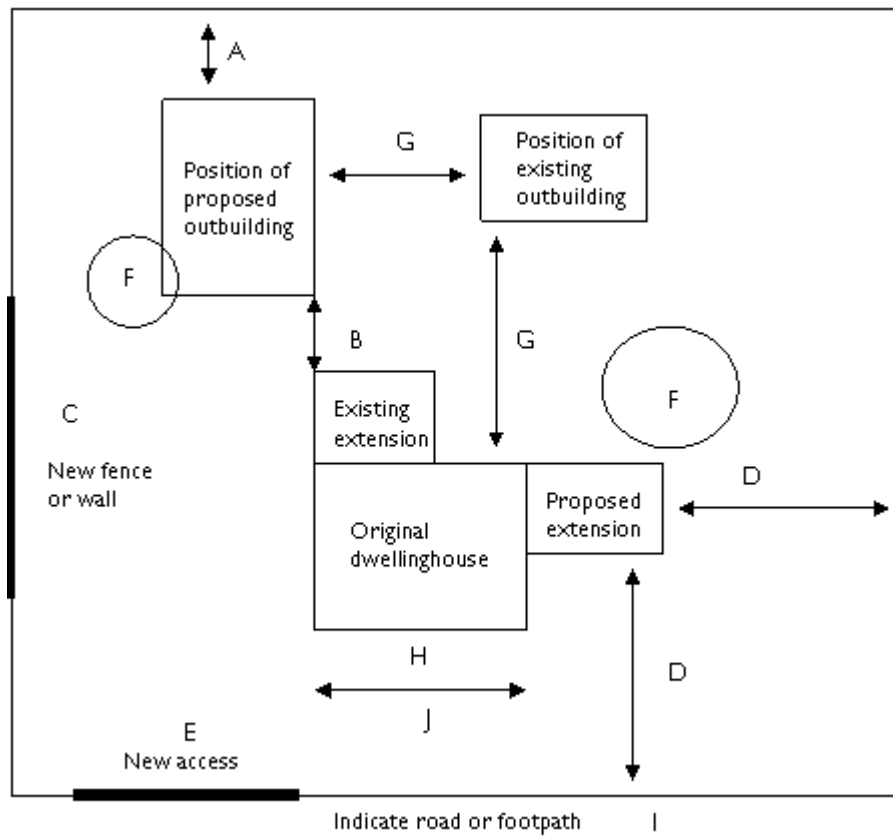 A
Position of
proposed
outbuilding
G
Position of
existing
outbuilding
F
B
G
F
C
New fence
or wall
Existing
extension
Original
dwellinghouse
Proposed
extension
D
H
J
D
E
New access
Indicate road or footpath I